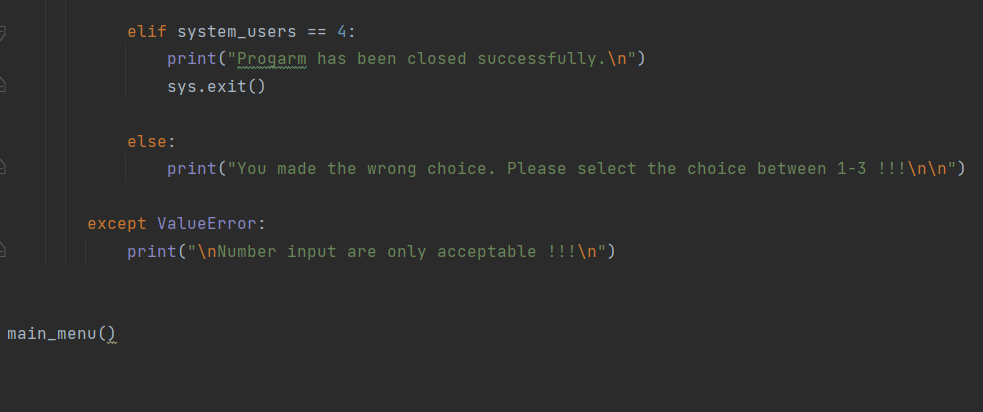 elif system_users == 4:
print("Progarm has been closed successfully.\n")
sys.exit()
else:
print("You made the wrong choice. Please select the choice between 1-3 !!!\n\n")
except ValueError:
print("\nNumber input are only acceptable !!!\n")
main_menu()